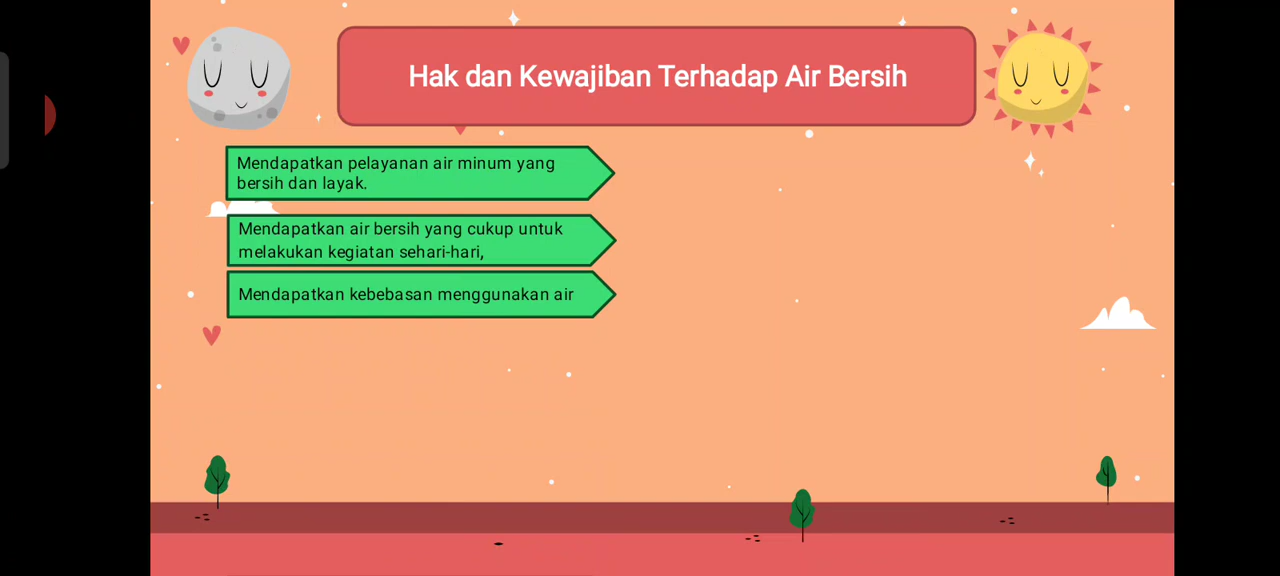 Hak dan Kewajiban Terhadap Air Bersih
Mendapatkan pelayanan air minum yang
bersih dan layak.
Mendapatkan air bersih yang cukup untuk
melakukan kegiatan sehari-hari,
Mendapatkan kebebasan menggunakan air